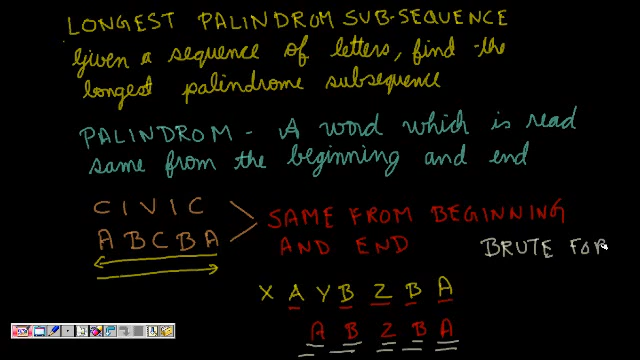 LONGEST PALINDROM SUB-SEQUENCE
Given a sequence of letters, find the
longest palindrome subsequence
PALINDROM - A word which is read
same from the beginning and end
CIVIC
ABCBA
SAME FROM BEGINNING
AND END
BRUTE FOR
X A Y B Z B A
A B Z B A